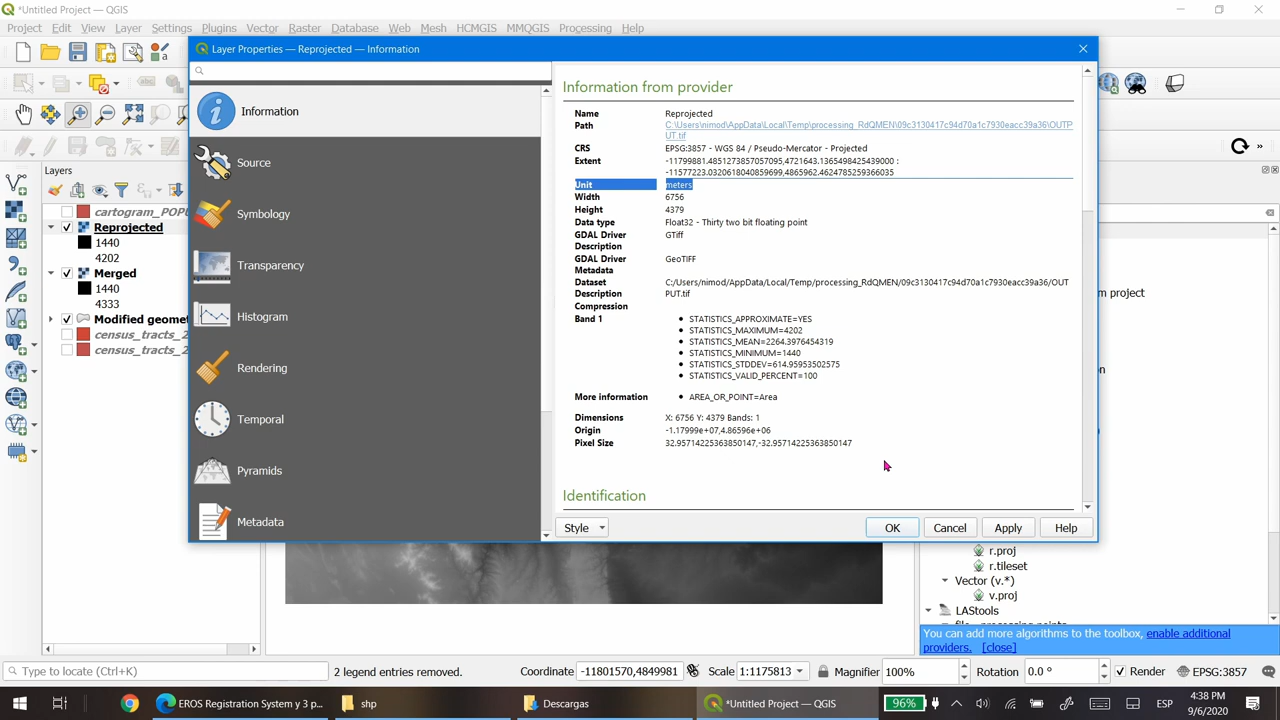 *Untitled Project — QGIS
Project Edit View Layer Settings Plugins Vector Raster Database Web Mesh HCMGIS MMQGIS Processing Help
Layer Properties — Reprojected — Information
Information
Source
Symbology
Transparency
Histogram
Rendering
Temporal
Pyramids
Metadata
Information from provider
Name Reprojected
Path C:\Users\nimod\AppData\Local\Temp\processing_RdQMEN\09c3130417c94d70a1c7930eacc39a36\OUTP
UT.tif
CRS EPSG:3857 - WGS 84 / Pseudo-Mercator - Projected
Extent -11799881.4851273857057095,4721643.1365498425439000 :
-11577223.0320618040859699,4865962.4624785259366035
Unit meters
Width 6756
Height 4379
Data type Float32 - Thirty two bit floating point
GDAL Driver GTiff
Description
GDAL Driver GeoTIFF
Metadata
Dataset C:/Users/nimod/AppData/Local/Temp/processing_RdQMEN/09c3130417c94d70a1c7930eacc39a36/OUT
Description PUT.tif
Compression
Band 1
STATISTICS_APPROXIMATE=YES
STATISTICS_MAXIMUM=4202
STATISTICS_MEAN=2264.3976454319
STATISTICS_MINIMUM=1440
STATISTICS_STDDEV=614.95953502575
STATISTICS_VALID_PERCENT=100
More information AREA_OR_POINT=Area
Dimensions X: 6756 Y: 4379 Bands: 1
Origin -1.17999e+07,4.86596e+06
Pixel Size 32.95714225363850147,-32.95714225363850147
Identification
Style OK Cancel Apply Help
Layers
cartogram_POPU
Reprojected
1440
4202
Merged
1440
4333
Modified geome
census_tracts_2
census_tracts_2
m project
on
r.proj
r.tileset
Vector (v.*)
v.proj
LAStools
You can add more algorithms to the toolbox, enable additional
providers. [close]
Type to locate (Ctrl+K) 2 legend entries removed. Coordinate -11801570,4849981 Scale 1:1175813 Magnifier 100% Rotation 0.0 ° Render EPSG:3857
EROS Registration System y 3 p... shp Descargas *Untitled Project — QGIS 96% ESP 4:38 PM
9/6/2020